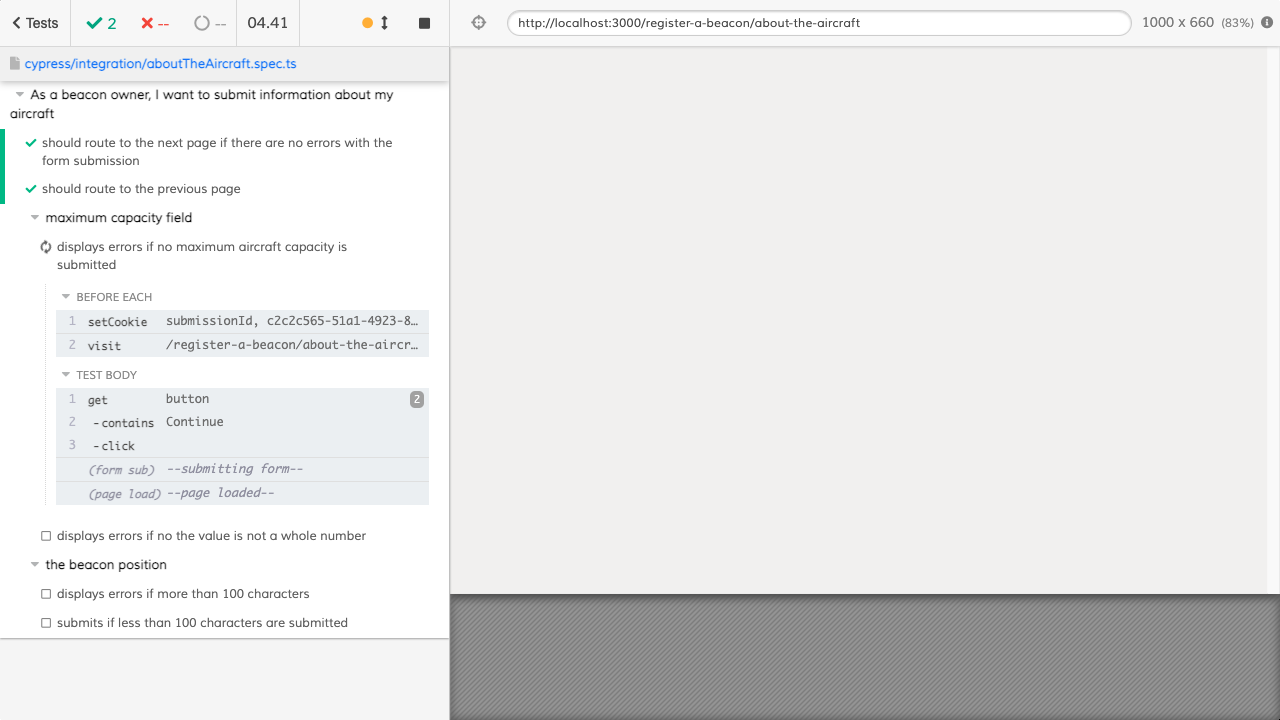 Tests
2
--
--
04.41
http://localhost:3000/register-a-beacon/about-the-aircraft
1000 x 660 (83%)
cypress/integration/aboutTheAircraft.spec.ts
As a beacon owner, I want to submit information about my
aircraft
should route to the next page if there are no errors with the
form submission
should route to the previous page
maximum capacity field
displays errors if no maximum aircraft capacity is
submitted
BEFORE EACH
1 setCookie submissionId, c2c2c565-51a1-4923-8…
2 visit /register-a-beacon/about-the-aircr…
TEST BODY
1 get button 2
2 -contains Continue
3 -click
(form sub) --submitting form--
(page load) --page loaded--
displays errors if no the value is not a whole number
the beacon position
displays errors if more than 100 characters
submits if less than 100 characters are submitted